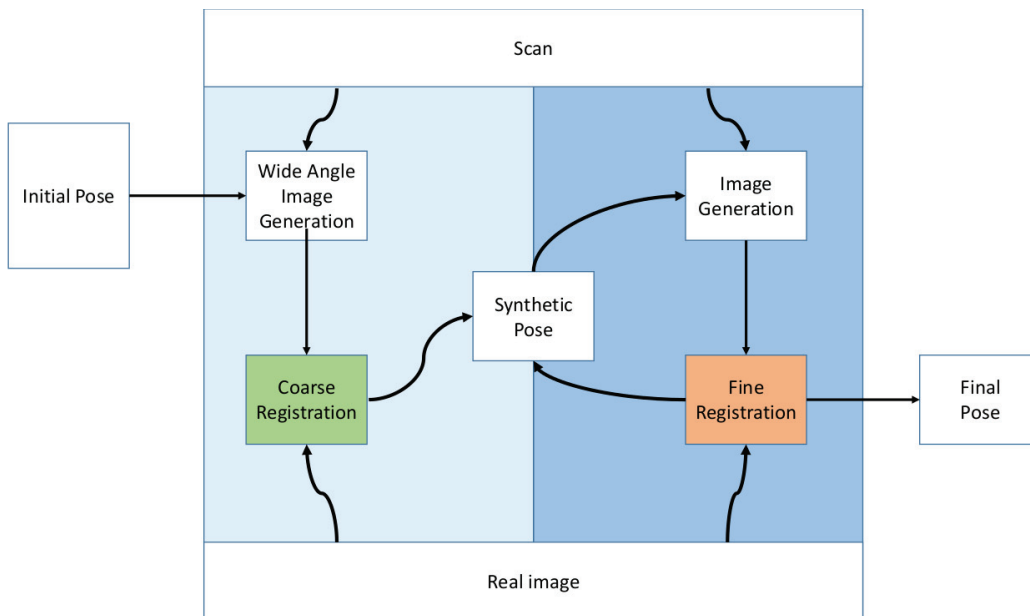 Scan
Initial Pose
Wide Angle
Image
Generation
Image
Generation
Synthetic
Pose
Coarse
Registration
Fine
Registration
Final
Pose
Real image